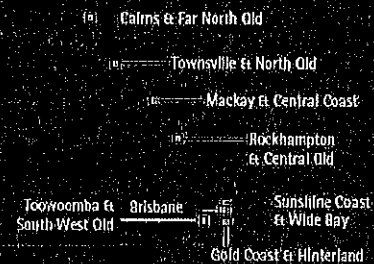 Cairns & Far North Qld
Townsville & North Qld
Mackay & Central Coast
Rockhampton
& Central Qld
Toowoomba &
South West Qld
Brisbane
Sunshine Coast
& Wide Bay
Gold Coast & Hinterland